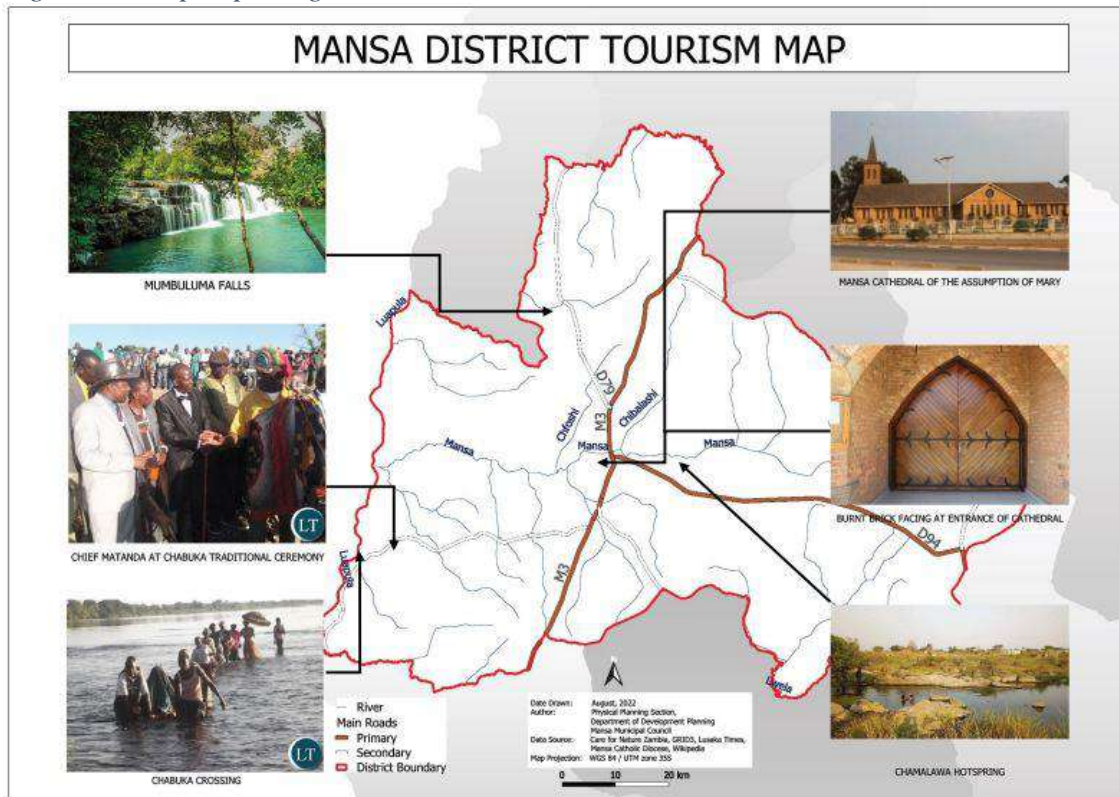 MANSA DISTRICT TOURISM MAP
MUMBULUMA FALLS
LT
CHIEF MATANDA AT CHABUKA TRADITIONAL CEREMONY
LT
CHABUKA CROSSING
MANSA CATHEDRAL OF THE ASSUMPTION OF MARY
BURNT BRICK FACING AT ENTRANCE OF CATHEDRAL
CHAMALAWA HOTSPRING
Luapula
D79
M3
Chfoshi
Chibalashi
Mansa
Mansa
Mansa
D94
Luapula
M3
Lwela
River
Main Roads
Primary
Secondary
District Boundary
Date Drawn: August, 2022
Author: Physical Planning Section,
Department of Development Planning
Mansa Municipal Council
Data Source: Care for Nature Zambia, GRID3, Lusaka Times,
Mansa Catholic Diocese, Wikipedia
Map Projection: WGS 84 / UTM zone 35S
0 10 20 km